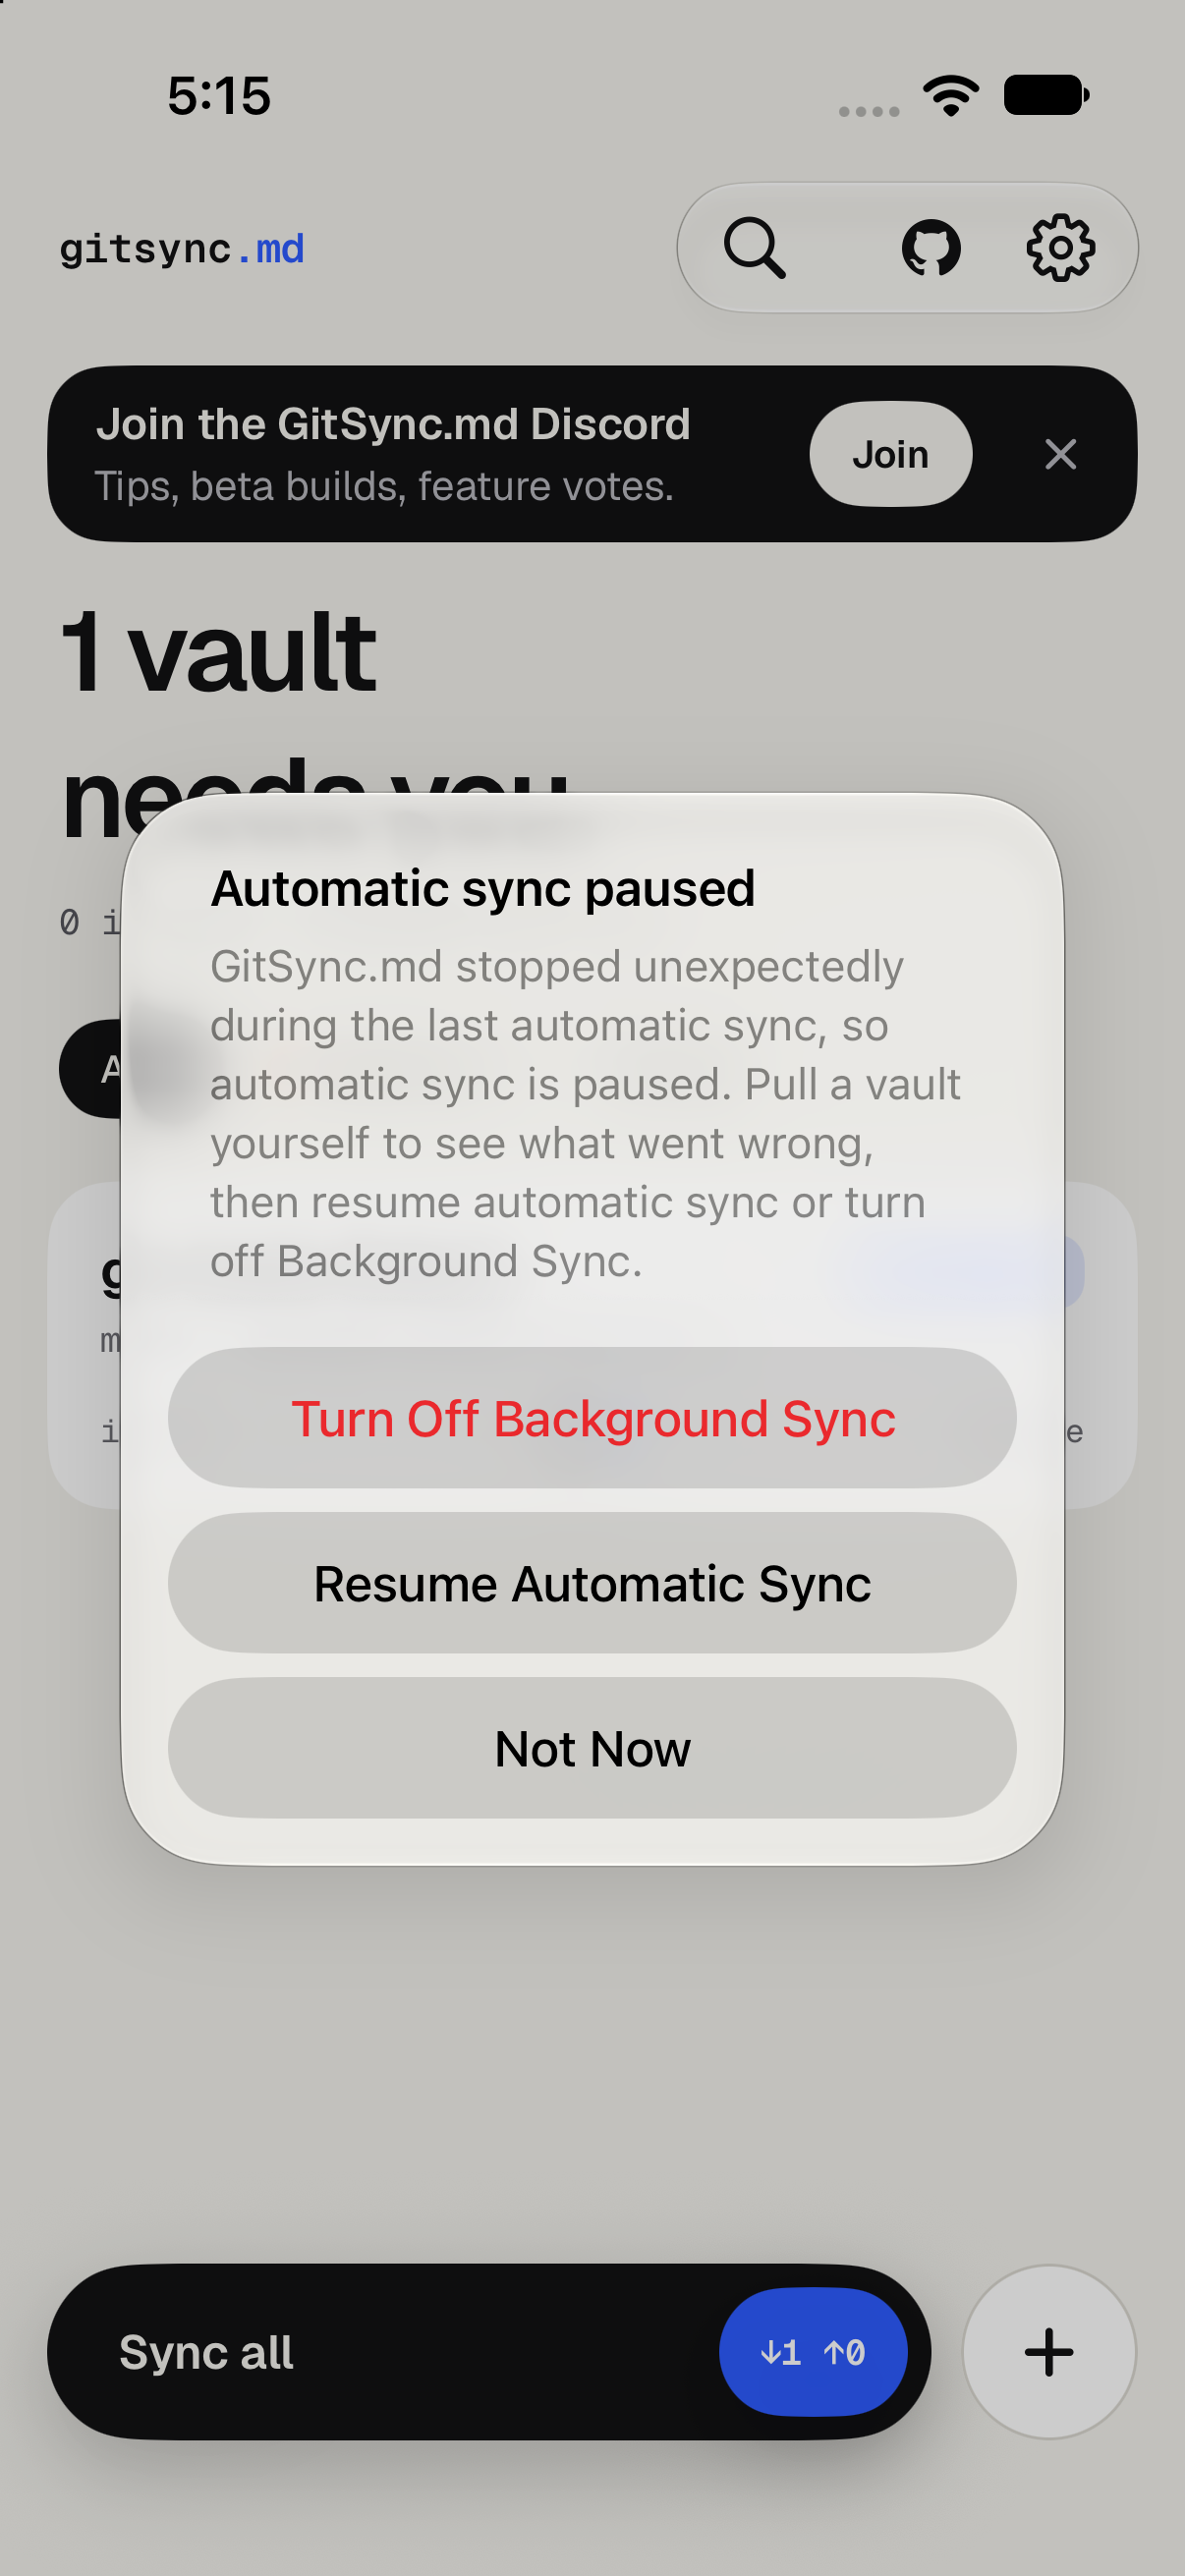 5:15
gitsync.md
Join the GitSync.md Discord
Tips, beta builds, feature votes.
Join
1 vault
needs you
0
Automatic sync paused
GitSync.md stopped unexpectedly
during the last automatic sync, so
automatic sync is paused. Pull a vault
yourself to see what went wrong,
then resume automatic sync or turn
off Background Sync.
Turn Off Background Sync
Resume Automatic Sync
Not Now
Sync all
↓1 ↑0